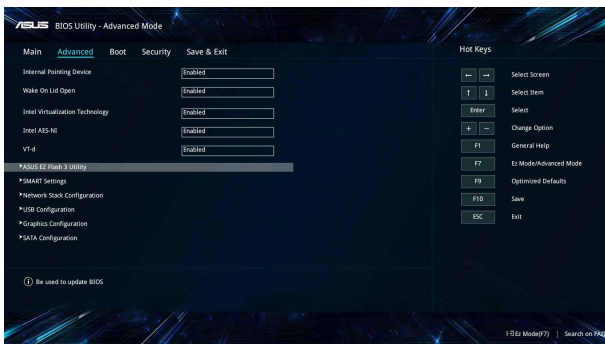 ASUS BIOS Utility - Advanced Mode
Main Advanced Boot Security Save & Exit
Hot Keys
Internal Pointing Device Enabled
Wake On Lid Open Enabled
Intel Virtualization Technology Enabled
Intel AES-NI Enabled
VT-d Enabled
>ASUS EZ Flash 3 Utility
>SMART Settings
>Network Stack Configuration
>USB Configuration
>Graphics Configuration
>SATA Configuration
Be used to update BIOS
← → Select Screen
↑ ↓ Select Item
Enter Select
+ − Change Option
F1 General Help
F7 Ez Mode/Advanced Mode
F9 Optimized Defaults
F10 Save
ESC Exit
Ez Mode(F7) | Search on FAQ